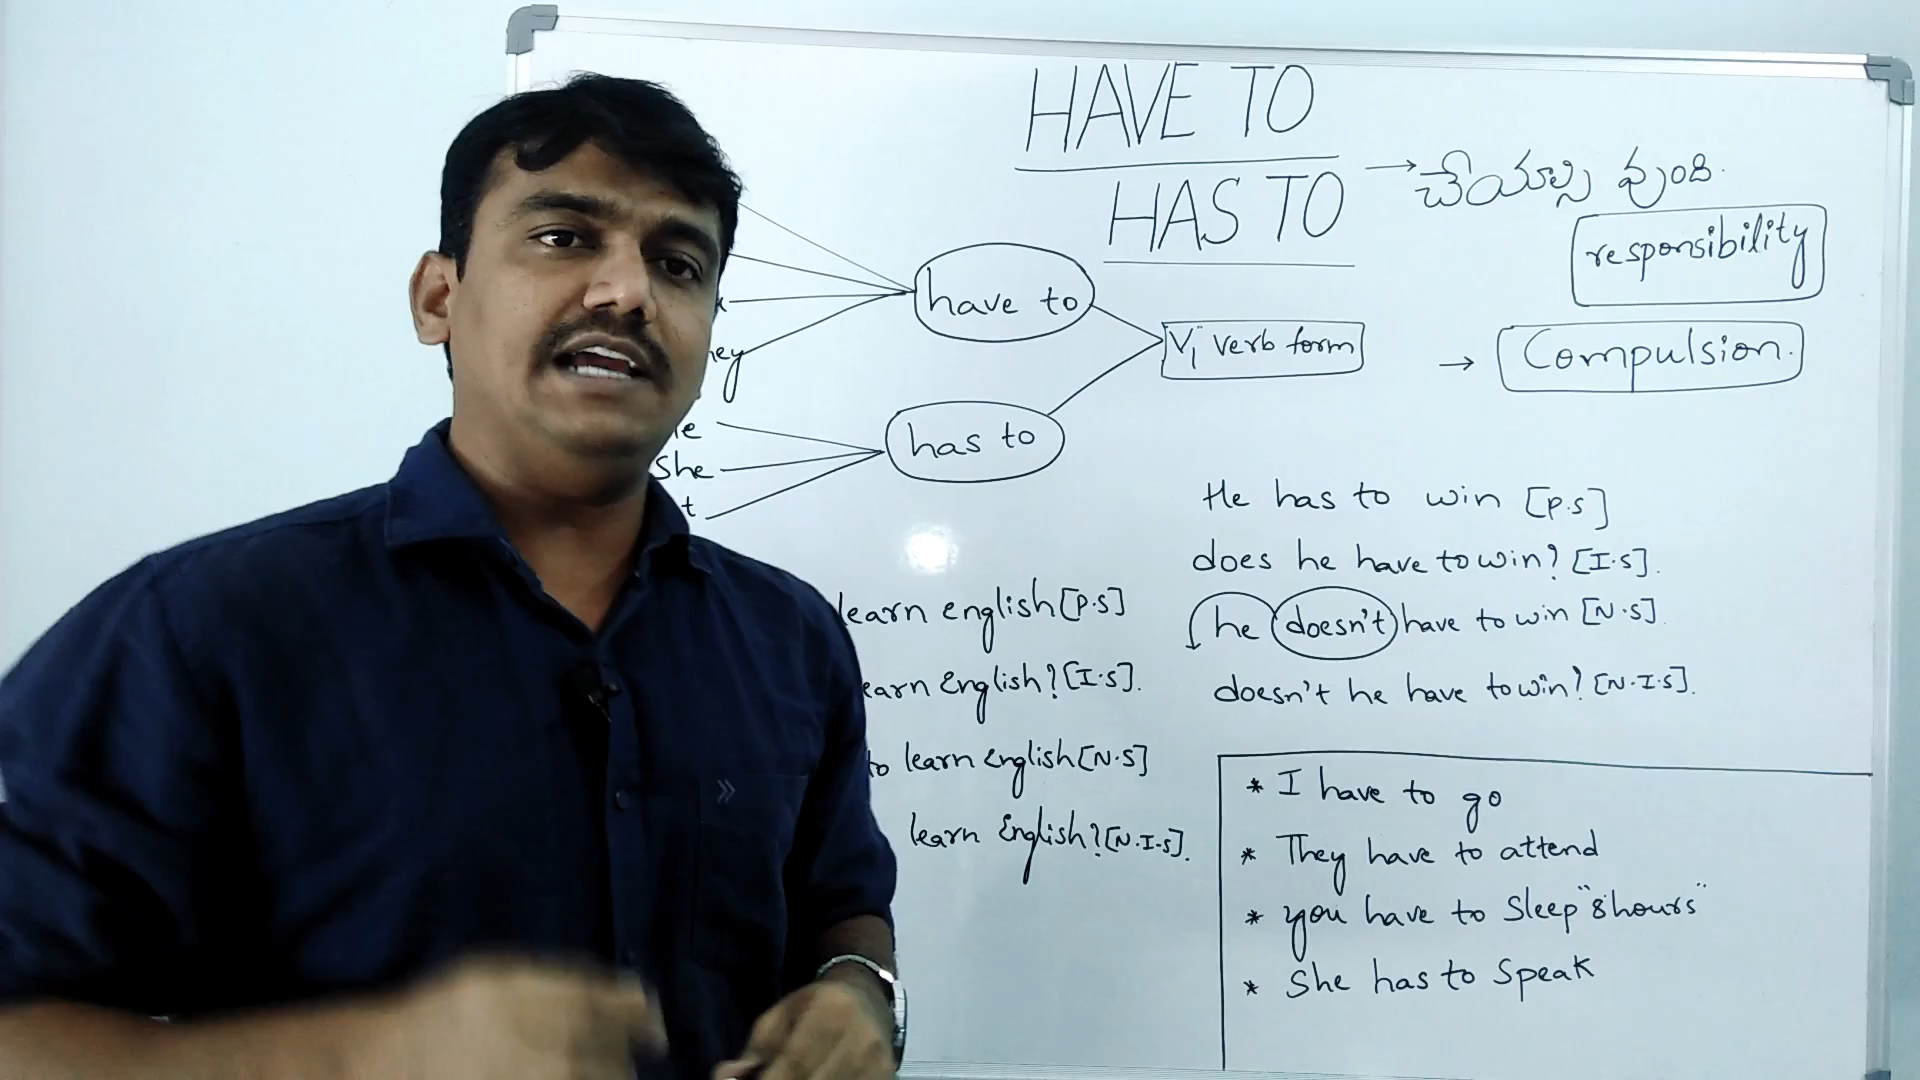 HAVE TO
HAS TO
→ చేయాల్సి వుంది.
responsibility
→ Compulsion.
have to
has to
V₁ verb form
She
He has to win [P.S]
does he have to win? [I.S].
he doesn't have to win [N.S].
doesn't he have to win? [N.I.S].
learn english [P.S]
learn English? [I.S].
to learn English [N.S]
learn English? [N.I.S].
* I have to go
* They have to attend
* you have to Sleep "8 hours"
* She has to Speak